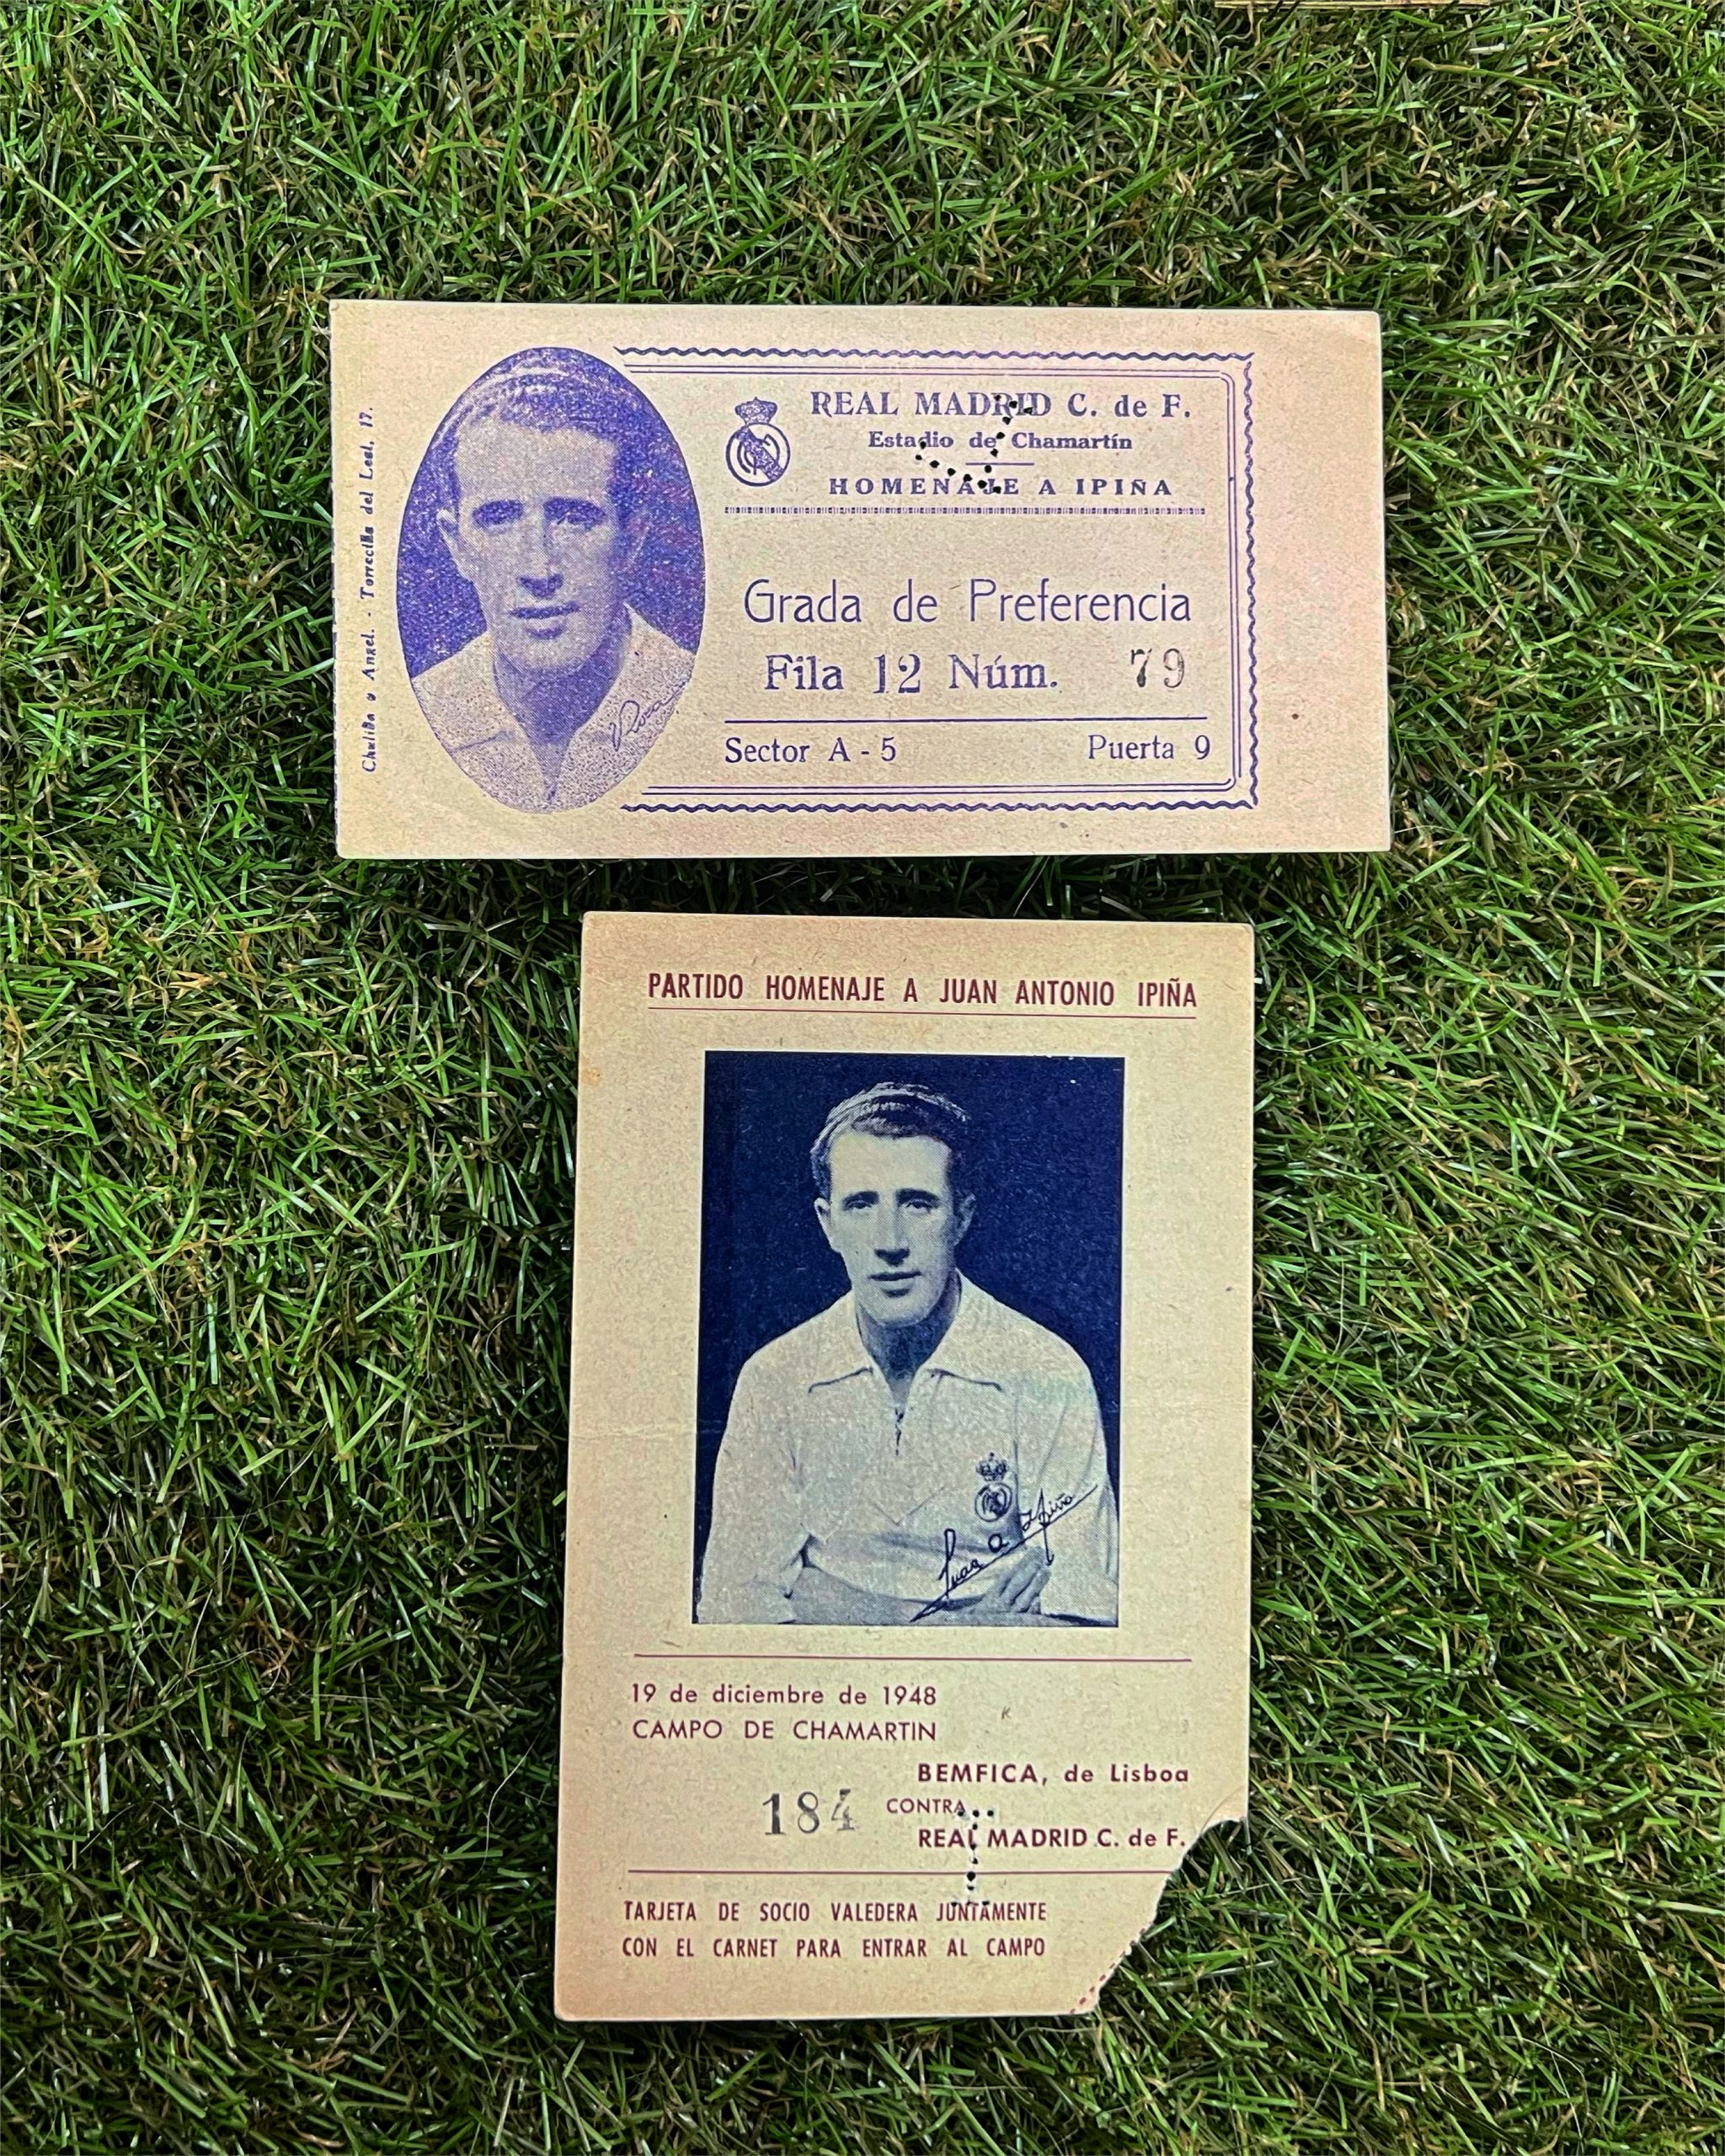 Chulilla y Angel. - Torrecilla del Leal, 17.
REAL MADRID C. de F.
Estadio de Chamartín
HOMENAJE A IPIÑA
Grada de Preferencia
Fila 12 Núm. 79
Sector A - 5 Puerta 9
PARTIDO HOMENAJE A JUAN ANTONIO IPIÑA
Juan A. Ipiña
19 de diciembre de 1948
CAMPO DE CHAMARTIN
BEMFICA, de Lisboa
184 CONTRA
REAL MADRID C. de F.
TARJETA DE SOCIO VALEDERA JUNTAMENTE
CON EL CARNET PARA ENTRAR AL CAMPO